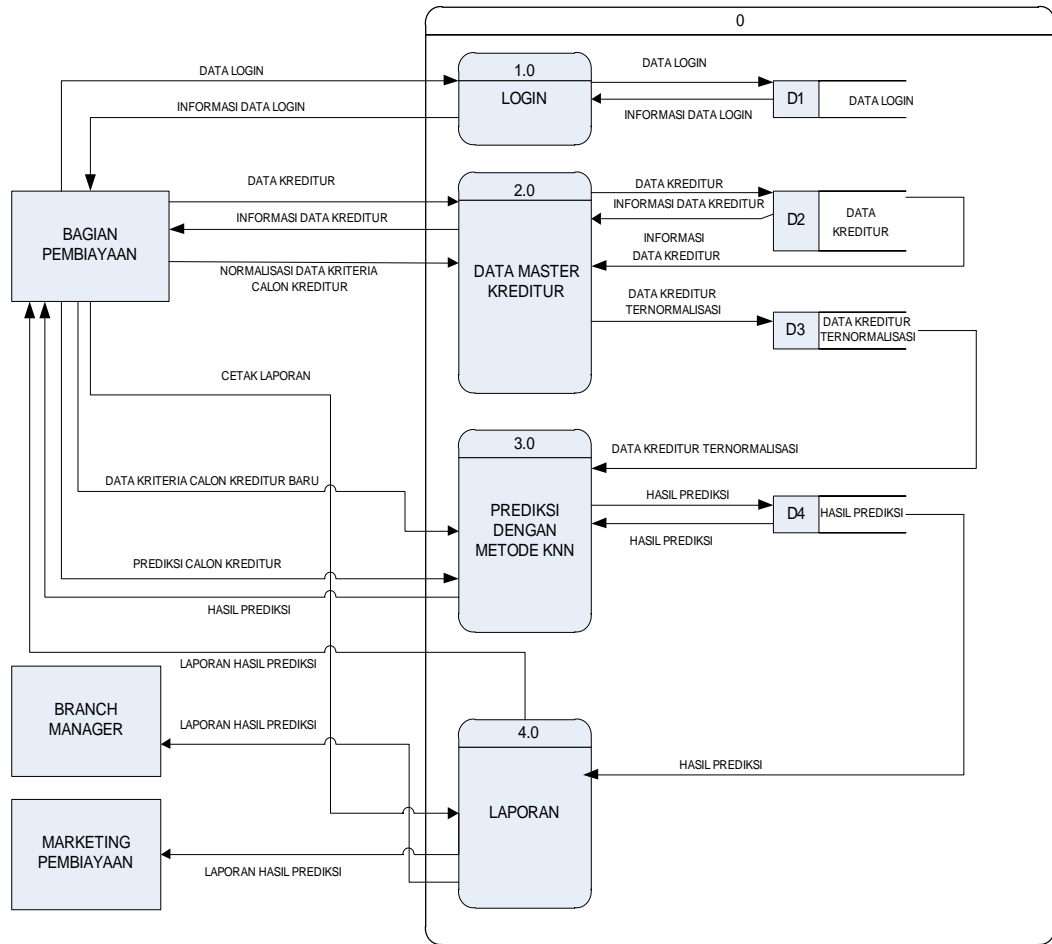 0
1.0
LOGIN
DATA LOGIN
INFORMASI DATA LOGIN
DATA LOGIN
INFORMASI DATA LOGIN
D1
DATA LOGIN
BAGIAN
PEMBIAYAAN
DATA KREDITUR
INFORMASI DATA KREDITUR
NORMALISASI DATA KRITERIA
CALON KREDITUR
2.0
DATA MASTER
KREDITUR
DATA KREDITUR
INFORMASI DATA KREDITUR
INFORMASI
DATA KREDITUR
D2
DATA
KREDITUR
DATA KREDITUR
TERNORMALISASI
D3
DATA KREDITUR
TERNORMALISASI
CETAK LAPORAN
DATA KRITERIA CALON KREDITUR BARU
PREDIKSI CALON KREDITUR
HASIL PREDIKSI
3.0
PREDIKSI
DENGAN
METODE KNN
DATA KREDITUR TERNORMALISASI
HASIL PREDIKSI
HASIL PREDIKSI
D4
HASIL PREDIKSI
LAPORAN HASIL PREDIKSI
BRANCH
MANAGER
LAPORAN HASIL PREDIKSI
4.0
LAPORAN
HASIL PREDIKSI
MARKETING
PEMBIAYAAN
LAPORAN HASIL PREDIKSI